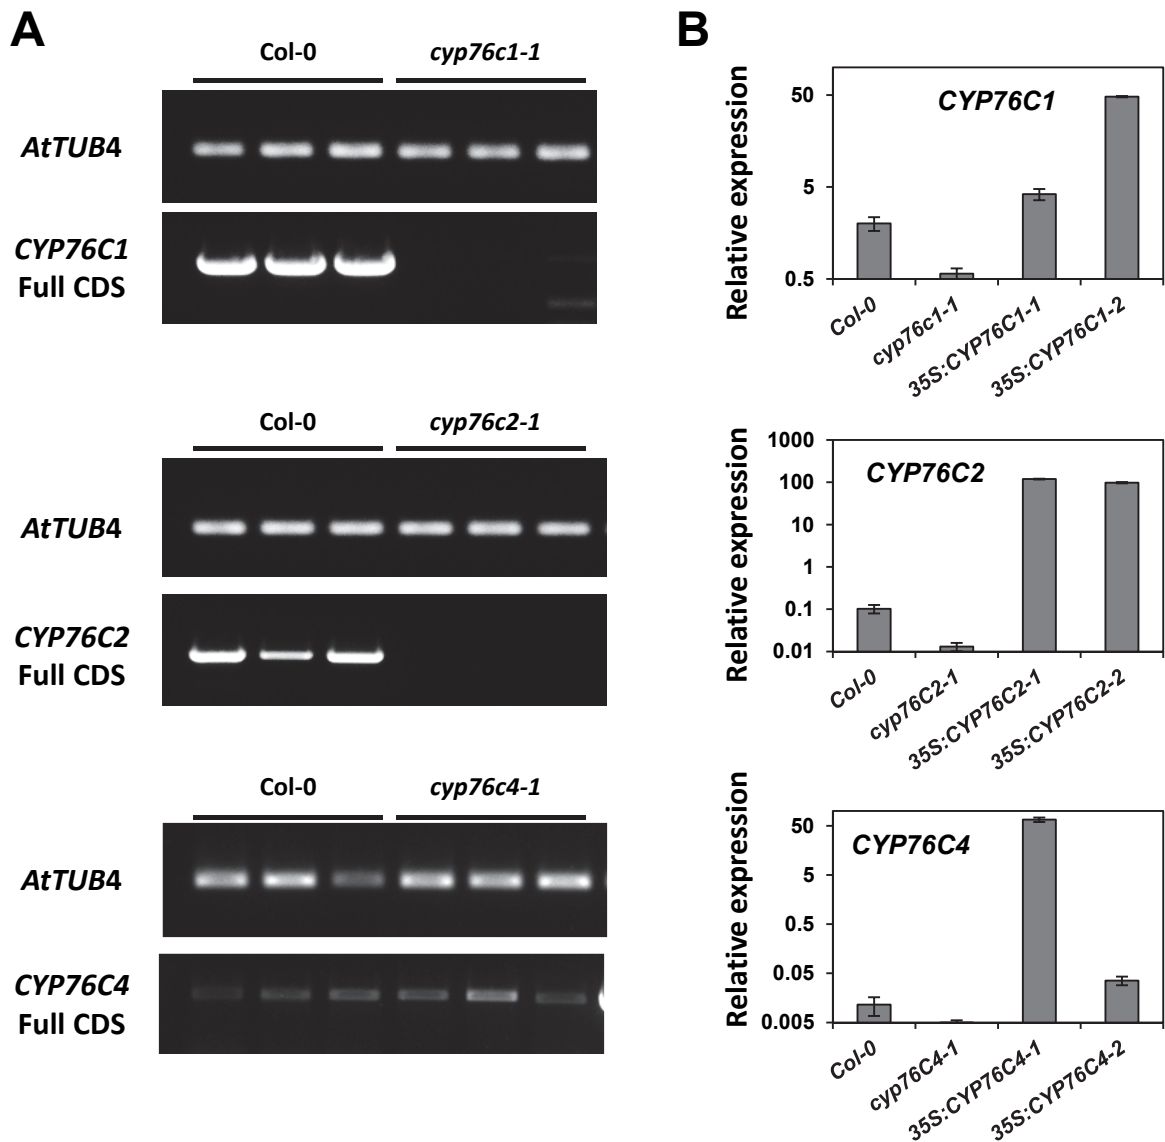 A
Col-0
cyp76c1-1
AtTUB4
CYP76C1
Full CDS
Col-0
cyp76c2-1
AtTUB4
CYP76C2
Full CDS
Col-0
cyp76c4-1
AtTUB4
CYP76C4
Full CDS
B
Relative expression
50
5
0.5
CYP76C1
Col-0
cyp76c1-1
35S:CYP76C1-1
35S:CYP76C1-2
Relative expression
1000
100
10
1
0.1
0.01
CYP76C2
Col-0
cyp76C2-1
35S:CYP76C2-1
35S:CYP76C2-2
Relative expression
50
5
0.5
0.05
0.005
CYP76C4
Col-0
cyp76C4-1
35S:CYP76C4-1
35S:CYP76C4-2